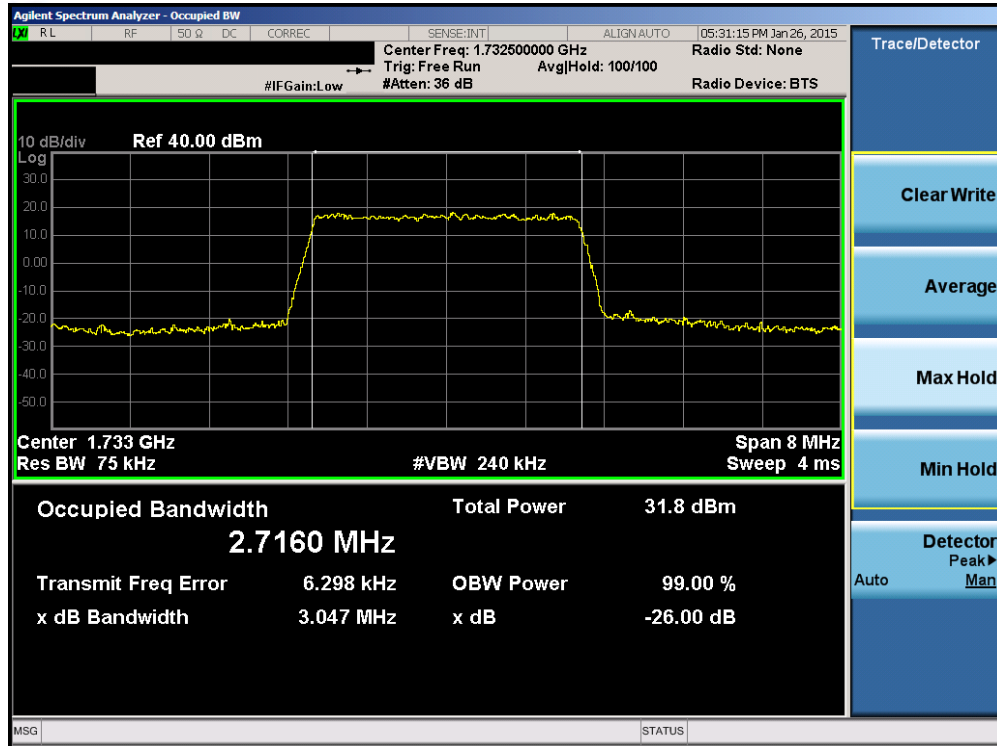 Agilent Spectrum Analyzer - Occupied BW
LXI RL RF 50 Ω DC CORREC SENSE:INT ALIGN AUTO 05:31:15 PM Jan 26, 2015
Center Freq: 1.732500000 GHz Radio Std: None
Trig: Free Run Avg|Hold: 100/100
#IFGain:Low #Atten: 36 dB Radio Device: BTS
10 dB/div Ref 40.00 dBm
Log
30.0
20.0
10.0
0.00
-10.0
-20.0
-30.0
-40.0
-50.0
Center 1.733 GHz Span 8 MHz
Res BW 75 kHz #VBW 240 kHz Sweep 4 ms
Occupied Bandwidth Total Power 31.8 dBm
2.7160 MHz
Transmit Freq Error 6.298 kHz OBW Power 99.00 %
x dB Bandwidth 3.047 MHz x dB -26.00 dB
MSG STATUS
Trace/Detector
Clear Write
Average
Max Hold
Min Hold
Detector
Peak▶
Auto Man